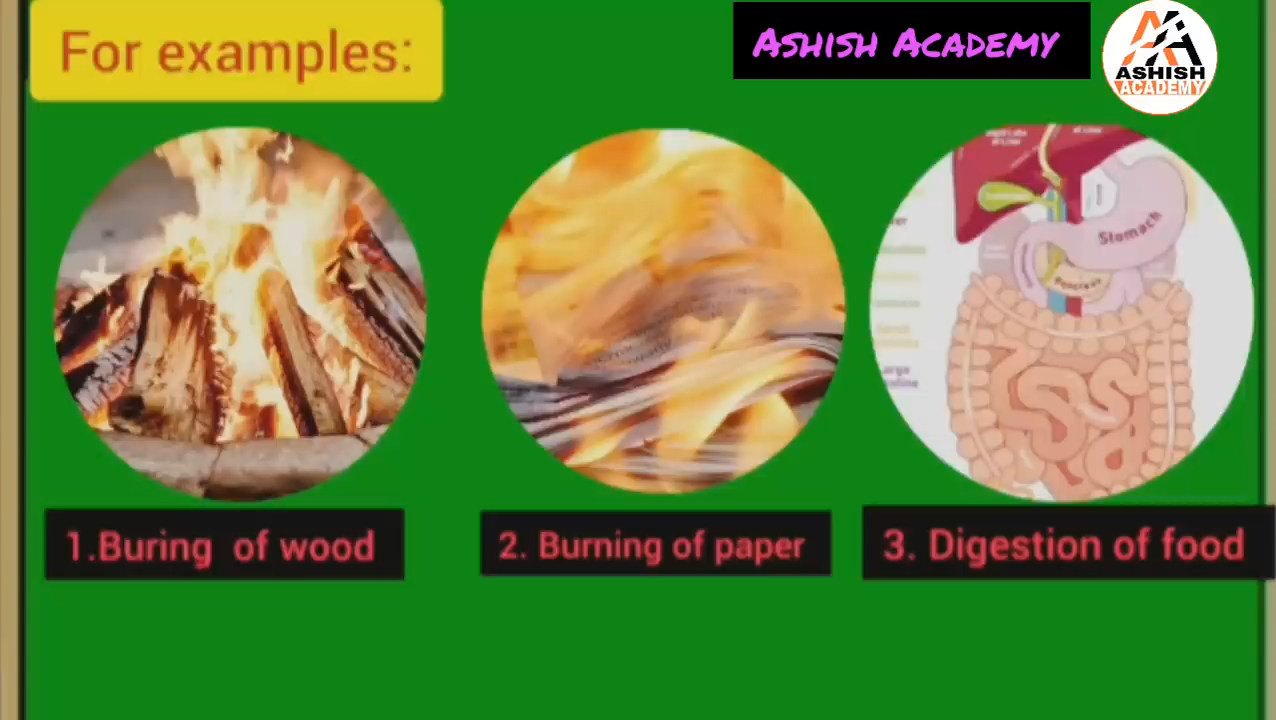 For examples:
ASHISH ACADEMY
ASHISH
ACADEMY
Stomach
Pancreas
1.Buring of wood
2. Burning of paper
3. Digestion of food